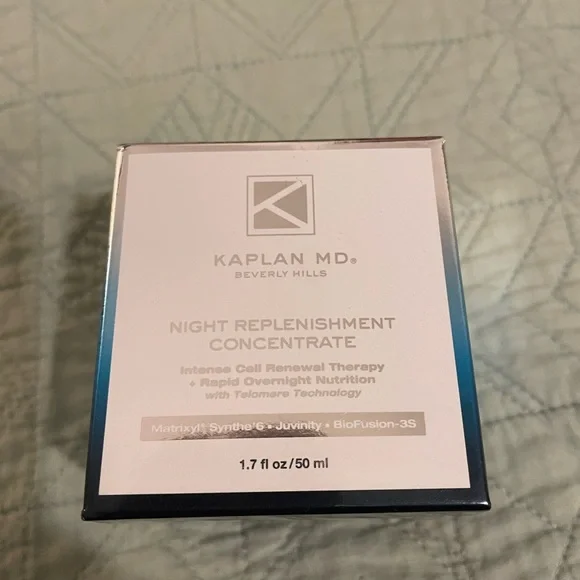 K
KAPLAN MD®
BEVERLY HILLS
NIGHT REPLENISHMENT
CONCENTRATE
Intense Cell Renewal Therapy
+ Rapid Overnight Nutrition
with Telomere Technology
Matrixyl® Synthe'6 • Juvinity • BioFusion-3S
1.7 fl oz/50 ml